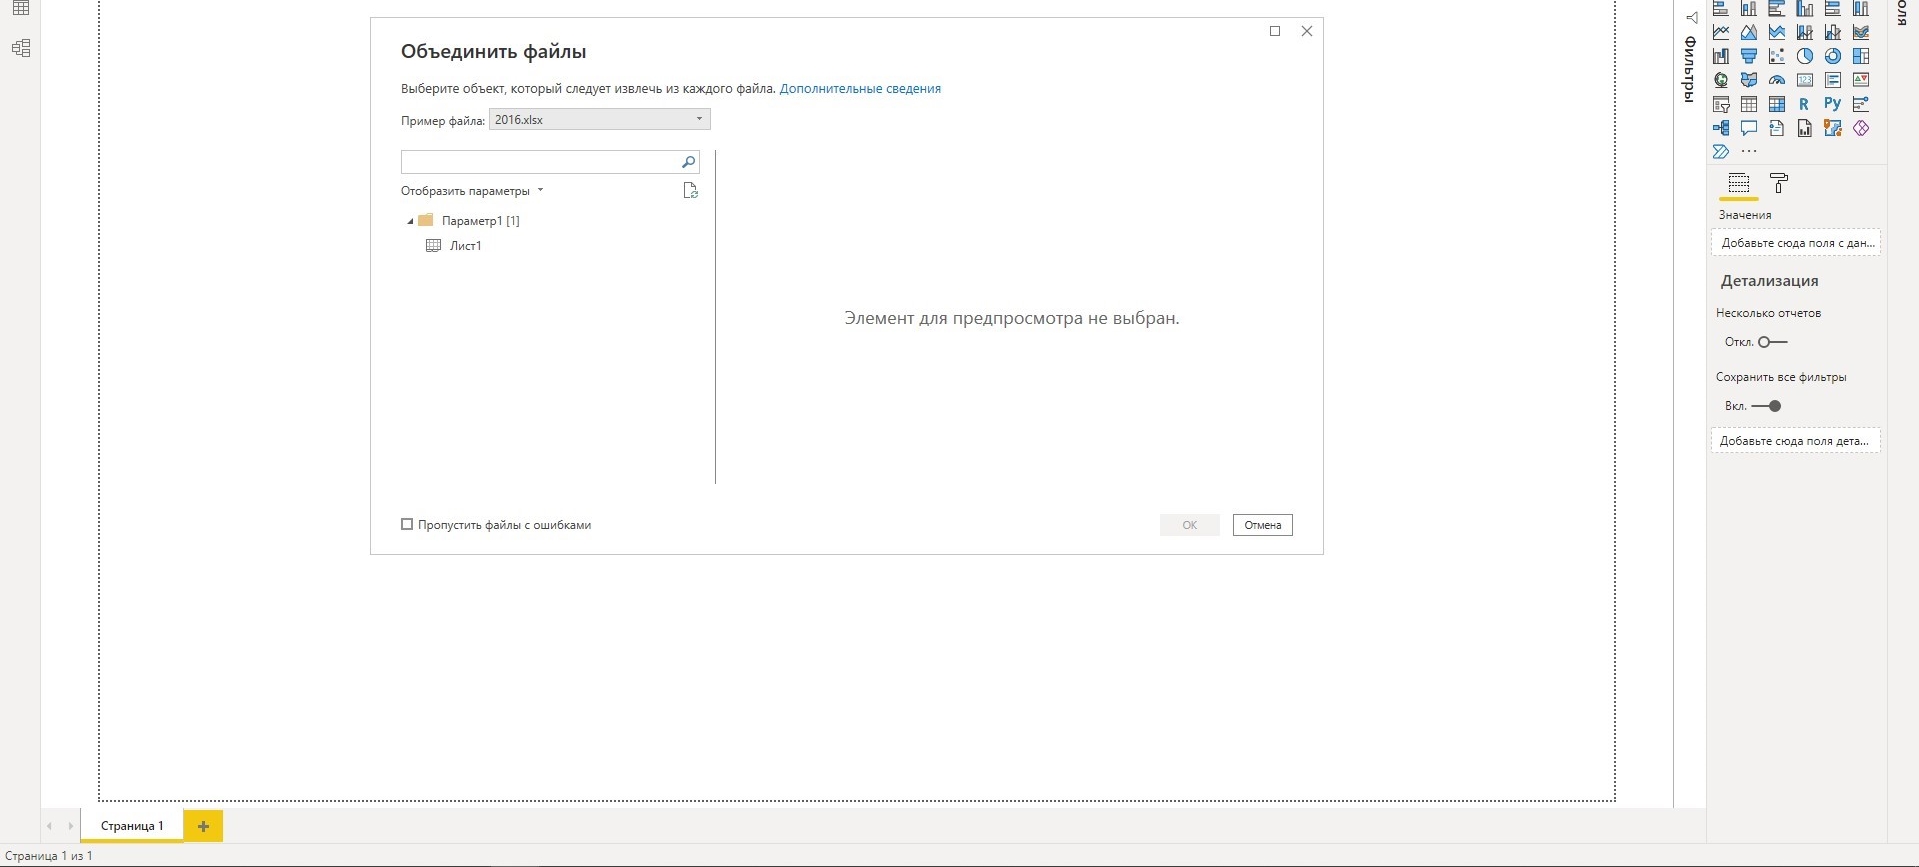 Объединить файлы
Выберите объект, который следует извлечь из каждого файла. Дополнительные сведения
Пример файла: 2016.xlsx
Отобразить параметры
Параметр1 [1]
Лист1
Элемент для предпросмотра не выбран.
Пропустить файлы с ошибками
OK
Отмена
Фильтры
R
Py
123
...
Значения
Добавьте сюда поля с дан...
Детализация
Несколько отчетов
Откл.
Сохранить все фильтры
Вкл.
Добавьте сюда поля дета...
оля
Страница 1
Страница 1 из 1